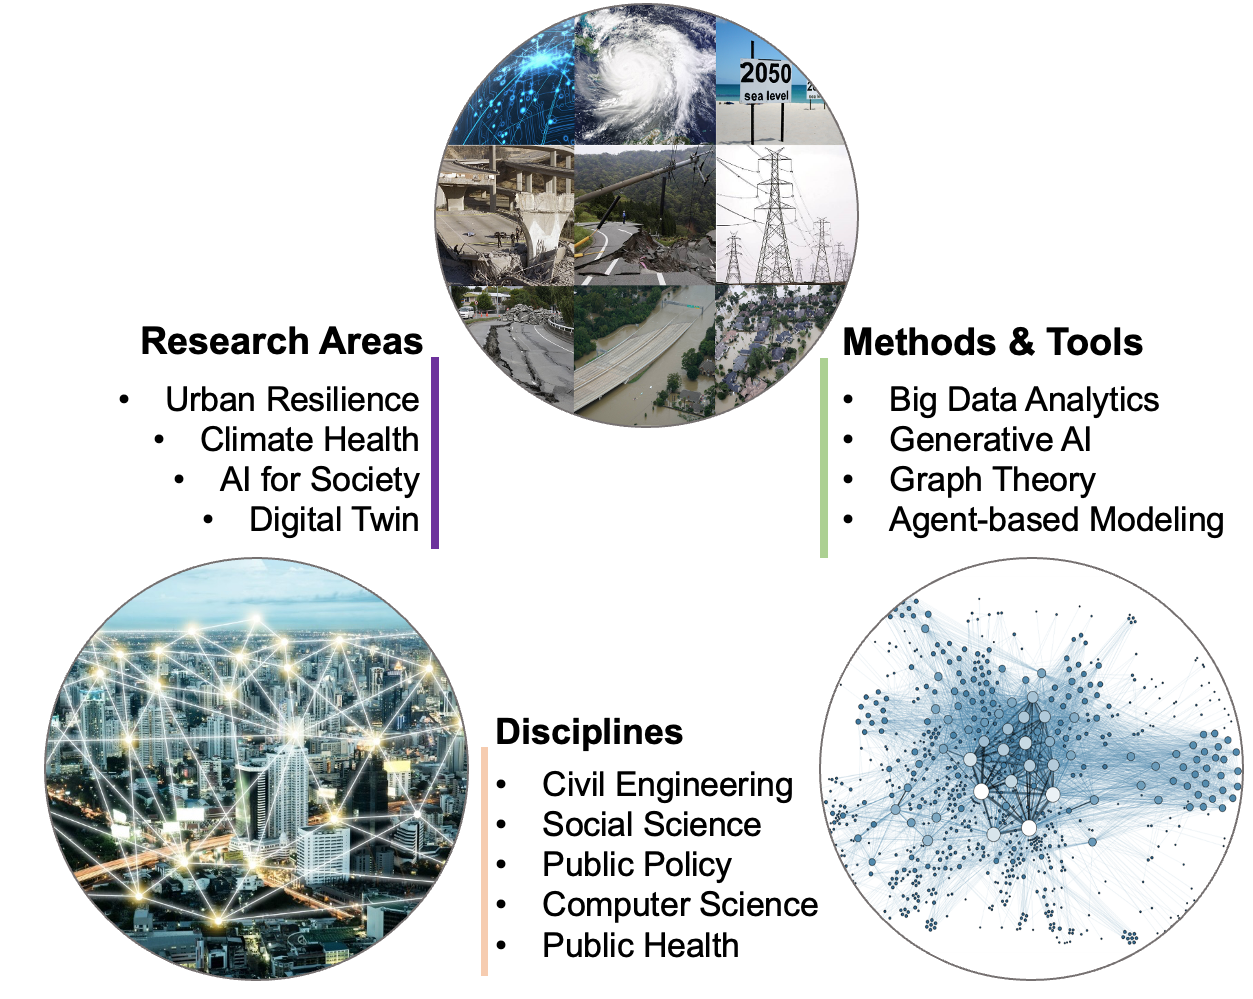 2050
sea level
Research Areas
• Urban Resilience
• Climate Health
• AI for Society
• Digital Twin
Methods & Tools
• Big Data Analytics
• Generative AI
• Graph Theory
• Agent-based Modeling
Disciplines
• Civil Engineering
• Social Science
• Public Policy
• Computer Science
• Public Health